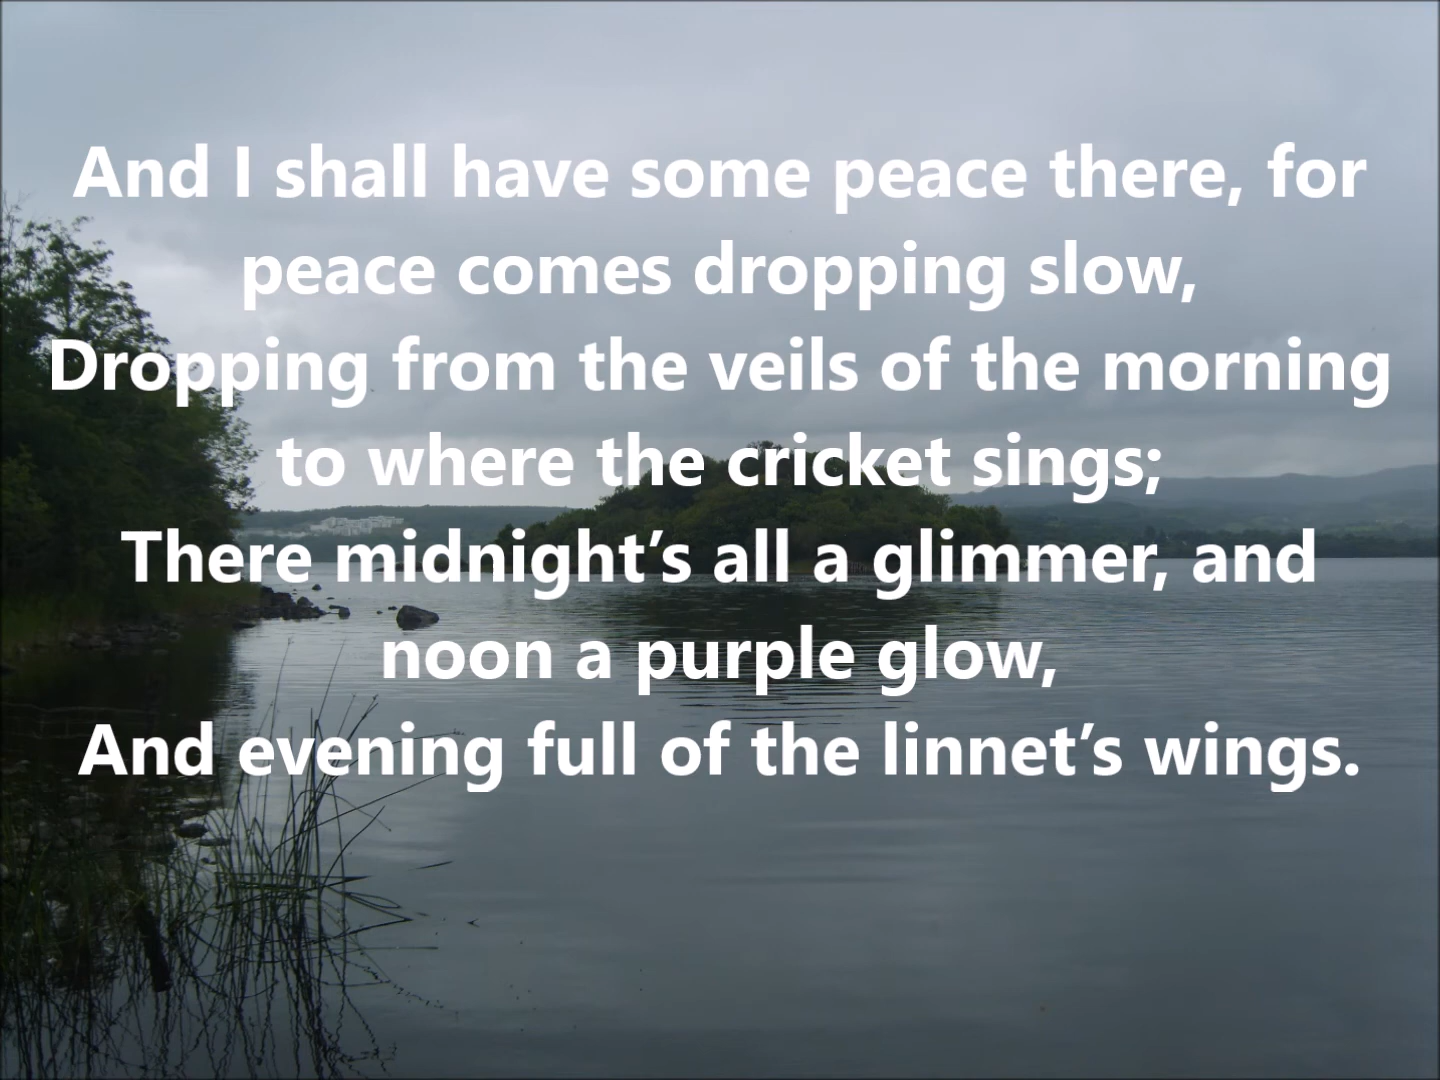 And I shall have some peace there, for
peace comes dropping slow,
Dropping from the veils of the morning
to where the cricket sings;
There midnight’s all a glimmer, and
noon a purple glow,
And evening full of the linnet’s wings.